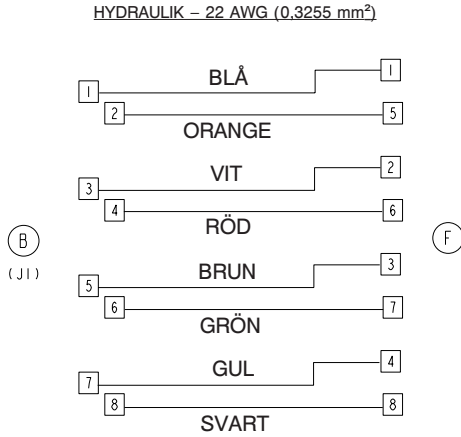 HYDRAULIK – 22 AWG (0,3255 mm²)
BLÅ
1 1
2 5
ORANGE
VIT
3 2
4 6
RÖD
B F
(J1)
BRUN
5 3
6 7
GRÖN
GUL
7 4
8 8
SVART